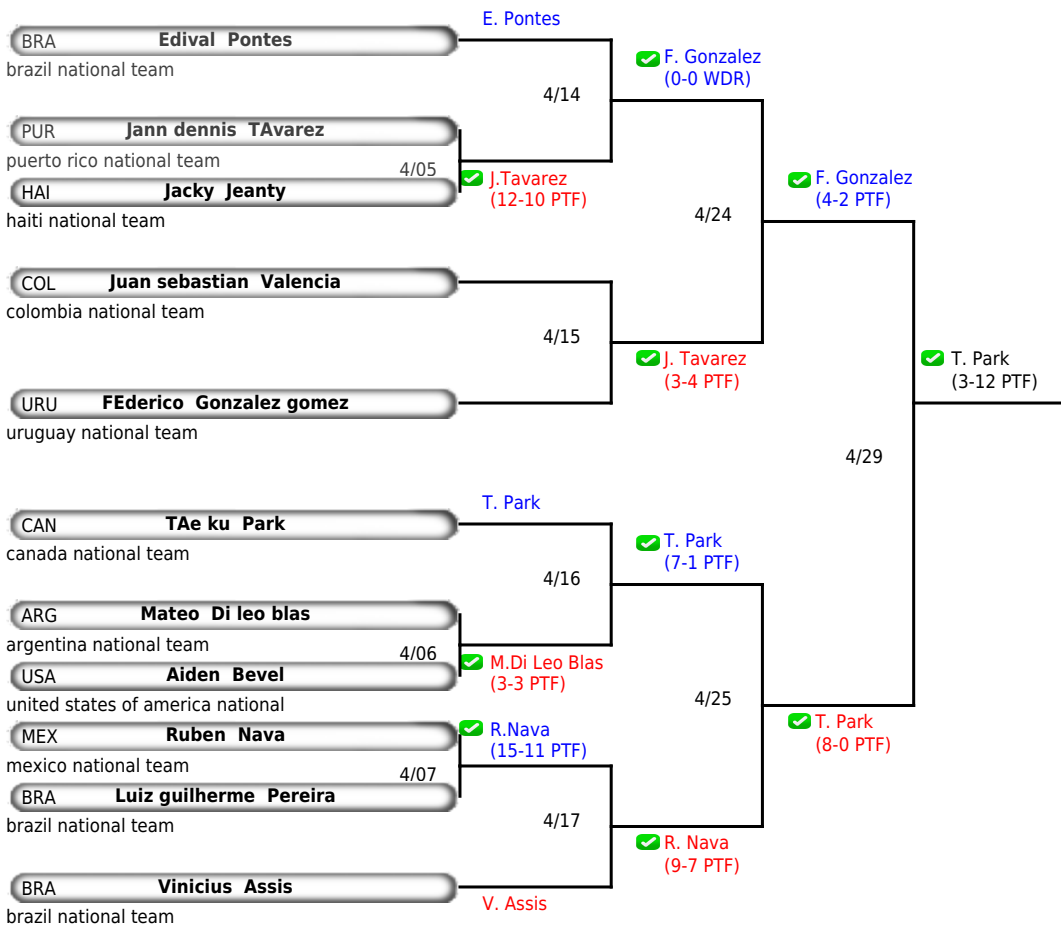 E. Pontes
BRA Edival Pontes
brazil national team
4/14
F. Gonzalez
(0-0 WDR)
PUR Jann dennis TAvarez
puerto rico national team
4/05
HAI Jacky Jeanty
haiti national team
J.Tavarez
(12-10 PTF)
4/24
F. Gonzalez
(4-2 PTF)
COL Juan sebastian Valencia
colombia national team
4/15
J. Tavarez
(3-4 PTF)
URU FEderico Gonzalez gomez
uruguay national team
T. Park
(3-12 PTF)
4/29
T. Park
CAN TAe ku Park
canada national team
4/16
T. Park
(7-1 PTF)
ARG Mateo Di leo blas
argentina national team
4/06
USA Aiden Bevel
united states of america national
M.Di Leo Blas
(3-3 PTF)
4/25
T. Park
(8-0 PTF)
MEX Ruben Nava
mexico national team
4/07
R.Nava
(15-11 PTF)
BRA Luiz guilherme Pereira
brazil national team
4/17
R. Nava
(9-7 PTF)
BRA Vinicius Assis
brazil national team
V. Assis